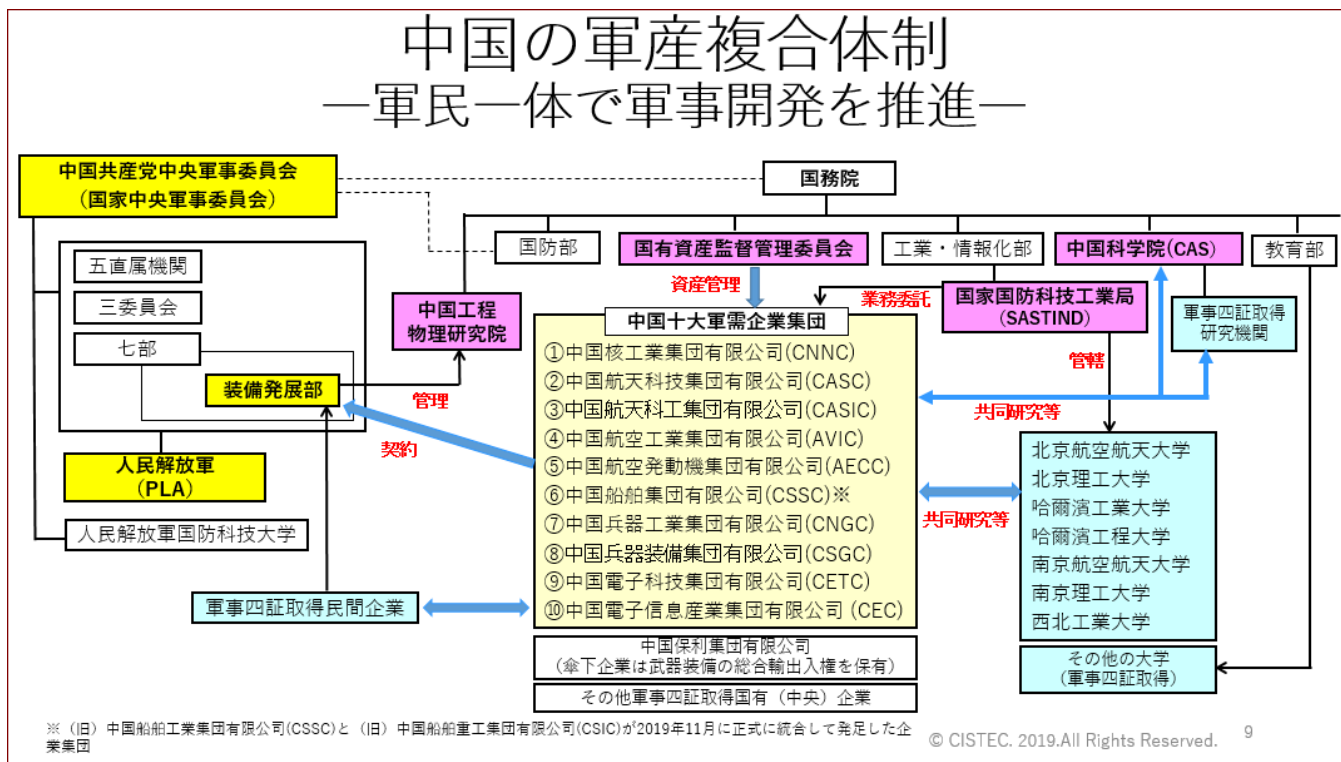 中国の軍産複合体制
―軍民一体で軍事開発を推進―
中国共産党中央軍事委員会
(国家中央軍事委員会)
国務院
国防部
国有資産監督管理委員会
工業・情報化部
中国科学院(CAS)
教育部
五直属機関
三委員会
七部
装備発展部
人民解放軍
(PLA)
人民解放軍国防科技大学
中国工程
物理研究院
管理
契約
資産管理
業務委託
国家国防科技工業局
(SASTIND)
軍事四証取得
研究機関
管轄
中国十大軍需企業集団
①中国核工業集団有限公司(CNNC)
②中国航天科技集団有限公司(CASC)
③中国航天科工集団有限公司(CASIC)
④中国航空工業集団有限公司(AVIC)
⑤中国航空発動機集団有限公司(AECC)
⑥中国船舶集団有限公司(CSSC)※
⑦中国兵器工業集団有限公司(CNGC)
⑧中国兵器装備集団有限公司(CSGC)
⑨中国電子科技集団有限公司(CETC)
⑩中国電子信息産業集団有限公司 (CEC)
共同研究等
共同研究等
北京航空航天大学
北京理工大学
哈爾濱工業大学
哈爾濱工程大学
南京航空航天大学
南京理工大学
西北工業大学
軍事四証取得民間企業
中国保利集団有限公司
(傘下企業は武器装備の総合輸出入権を保有)
その他軍事四証取得国有(中央)企業
その他の大学
(軍事四証取得)
※(旧)中国船舶工業集団有限公司(CSSC)と(旧)中国船舶重工集団有限公司(CSIC)が2019年11月に正式に統合して発足した企
業集団
© CISTEC. 2019.All Rights Reserved.
9